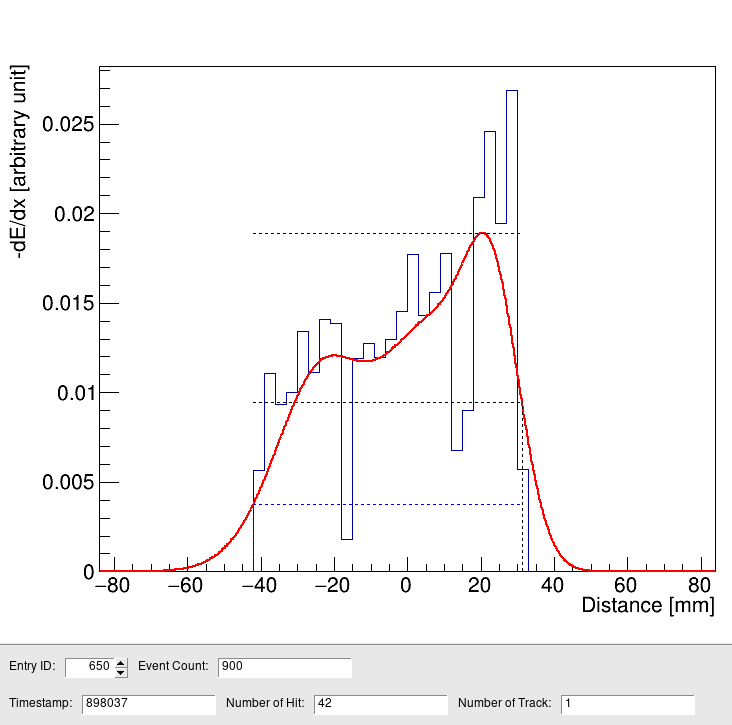 -dE/dx [arbitrary unit]
0.025
0.02
0.015
0.01
0.005
0
−80 −60 −40 −20 0 20 40 60 80
Distance [mm]
Entry ID: 650 Event Count: 900
Timestamp: 898037 Number of Hit: 42 Number of Track: 1